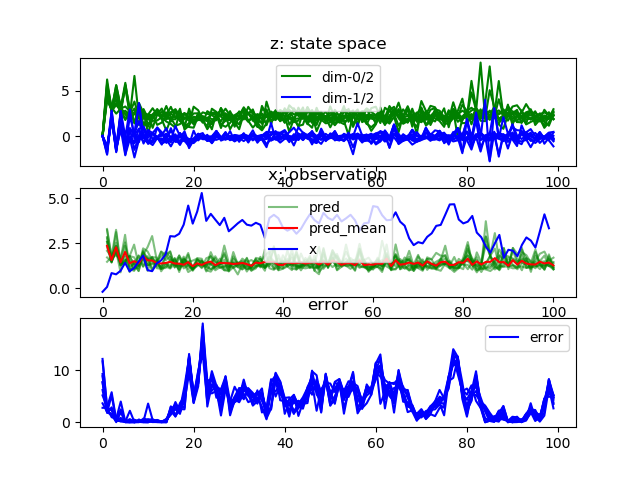 z: state space
5
0
dim-0/2
dim-1/2
0 20 40 60 80 100
x: observation
5.0
2.5
0.0
pred
pred_mean
x
0 20 40 60 80 100
error
10
0
error
0 20 40 60 80 100